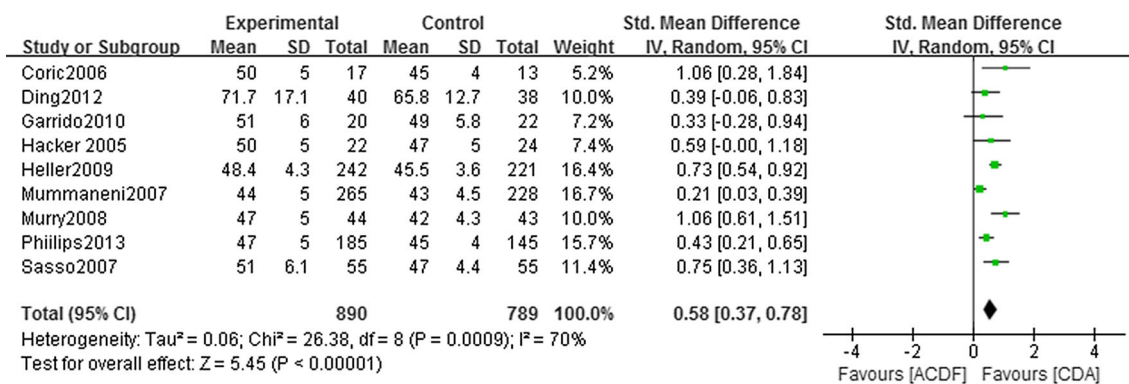 Experimental Control Std. Mean Difference Std. Mean Difference
Study or Subgroup Mean SD Total Mean SD Total Weight IV, Random, 95% CI IV, Random, 95% CI
Coric2006 50 5 17 45 4 13 5.2% 1.06 [0.28, 1.84]
Ding2012 71.7 17.1 40 65.8 12.7 38 10.0% 0.39 [-0.06, 0.83]
Garrido2010 51 6 20 49 5.8 22 7.2% 0.33 [-0.28, 0.94]
Hacker 2005 50 5 22 47 5 24 7.4% 0.59 [-0.00, 1.18]
Heller2009 48.4 4.3 242 45.5 3.6 221 16.4% 0.73 [0.54, 0.92]
Mummaneni2007 44 5 265 43 4.5 228 16.7% 0.21 [0.03, 0.39]
Murry2008 47 5 44 42 4.3 43 10.0% 1.06 [0.61, 1.51]
Phiilips2013 47 5 185 45 4 145 15.7% 0.43 [0.21, 0.65]
Sasso2007 51 6.1 55 47 4.4 55 11.4% 0.75 [0.36, 1.13]
Total (95% CI) 890 789 100.0% 0.58 [0.37, 0.78]
Heterogeneity: Tau² = 0.06; Chi² = 26.38, df = 8 (P = 0.0009); I² = 70%
Test for overall effect: Z = 5.45 (P < 0.00001)
-4 -2 0 2 4
Favours [ACDF] Favours [CDA]